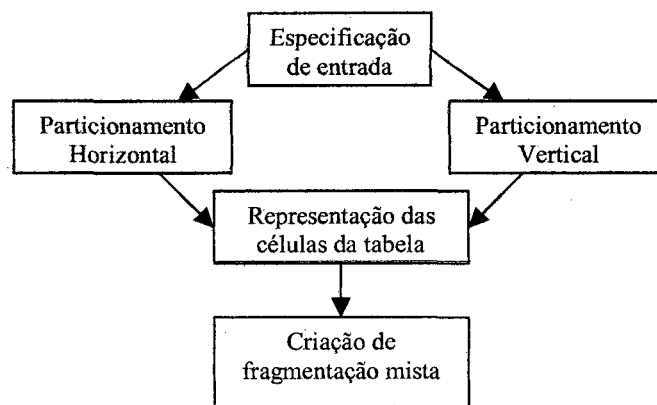 Especificação
de entrada
Particionamento
Horizontal
Particionamento
Vertical
Representação das
células da tabela
Criação de
fragmentação mista